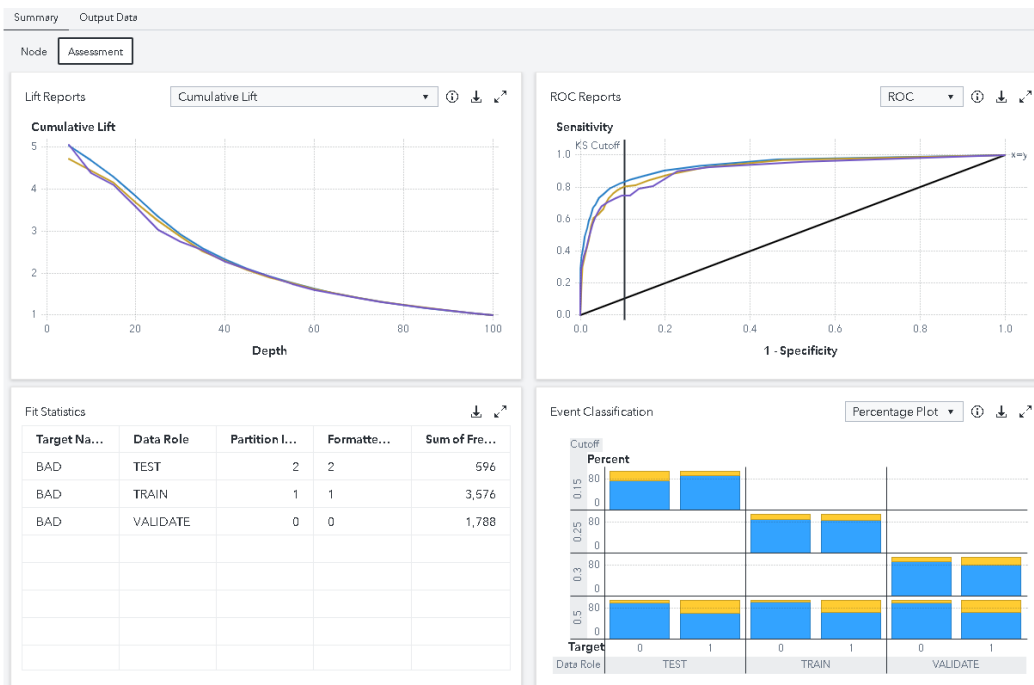 Summary Output Data
Node Assessment
Lift Reports Cumulative Lift
Cumulative Lift
5
4
3
2
1
0 20 40 60 80 100
Depth
ROC Reports ROC
Sensitivity
KS Cutoff
1.0 x=y
0.8
0.6
0.4
0.2
0.0
0.0 0.2 0.4 0.6 0.8 1.0
1 - Specificity
Fit Statistics
Target Na... Data Role Partition I... Formatte... Sum of Fre...
BAD TEST 2 2 596
BAD TRAIN 1 1 3,576
BAD VALIDATE 0 0 1,788
Event Classification Percentage Plot
Cutoff
Percent
0.15 80 0
0.25 80 0
0.3 80 0
0.5 80 0
Target 0 1 0 1 0 1
Data Role TEST TRAIN VALIDATE